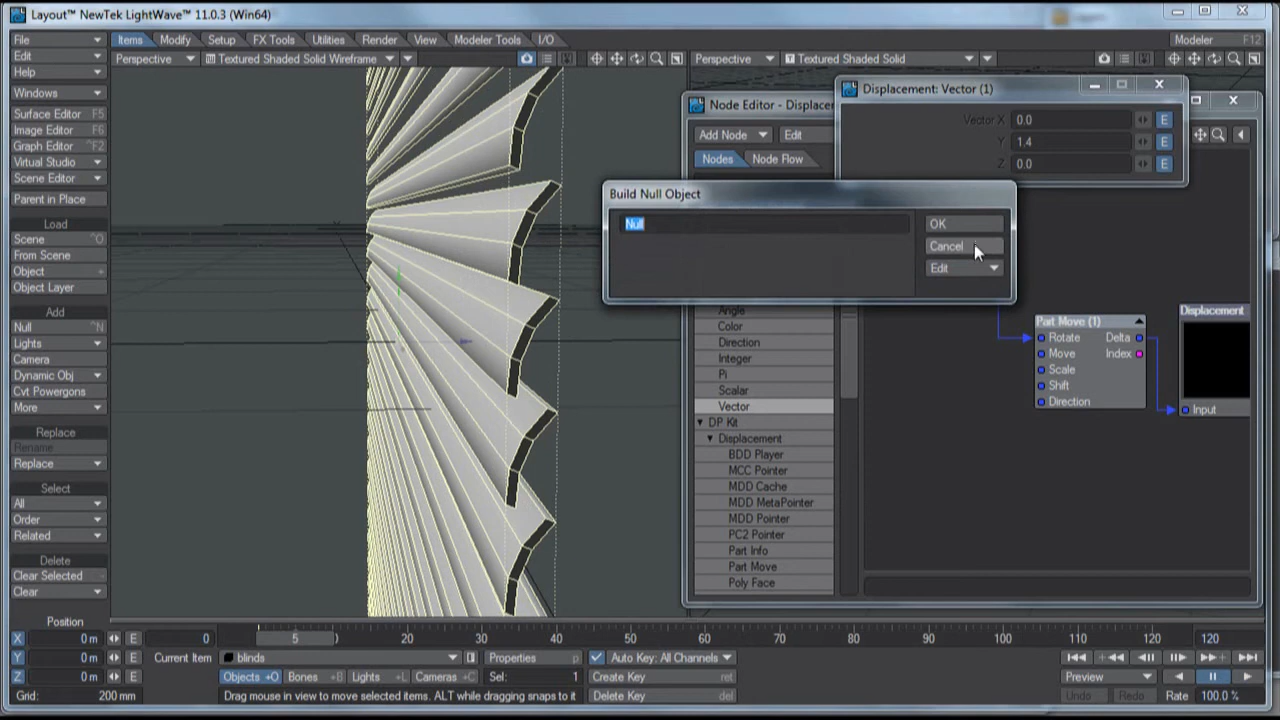 Layout™ NewTek LightWave™ 11.0.3 (Win64)
File
Edit
Help
Windows
Surface Editor F5
Image Editor F6
Graph Editor ^F2
Virtual Studio
Scene Editor
Parent in Place
Load
Scene ^O
From Scene
Object +
Object Layer
Add
Null ^N
Lights
Camera
Dynamic Obj
Cvt Powergons
More
Replace
Rename
Replace
Select
All
Order
Related
Delete
Clear Selected -
Clear
Items Modify Setup FX Tools Utilities Render View Modeler Tools I/O Modeler F12
Perspective Textured Shaded Solid Wireframe
Perspective Textured Shaded Solid
Node Editor - Displacem
Add Node Edit
Nodes Node Flow
Displacement: Vector (1)
Vector X 0.0 E
Y 1.4 E
Z 0.0 E
Build Null Object
Null
OK
Cancel
Edit
Angle
Color
Direction
Integer
Pi
Scalar
Vector
DP Kit
Displacement
BDD Player
MCC Pointer
MDD Cache
MDD MetaPointer
MDD Pointer
PC2 Pointer
Part Info
Part Move
Poly Face
Part Move (1)
Rotate Delta
Move Index
Scale
Shift
Direction
Displacement
Input
Position
X 0 m E
Y 0 m E
Z 0 m E
Grid: 200 mm
0 5 0 20 30 40 50 60 70 80 90 100 110 120 120
Current Item blinds Properties p Auto Key: All Channels
Objects +O Bones +B Lights +L Cameras +C Sel: 1 Create Key ret
Drag mouse in view to move selected items. ALT while dragging snaps to it Delete Key del
Preview
Undo Redo Rate 100.0 %